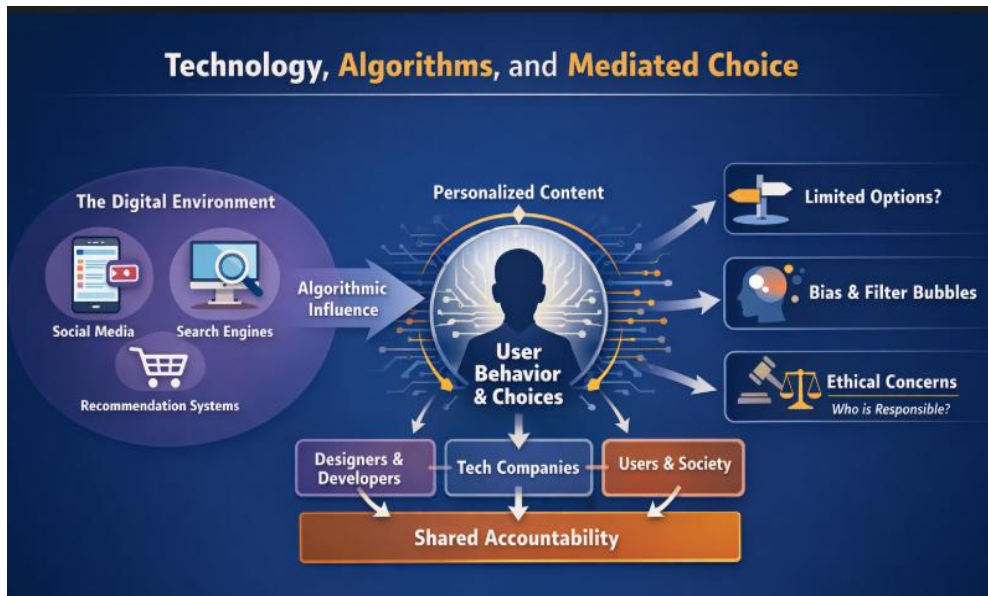 Technology, Algorithms, and Mediated Choice
The Digital Environment
Social Media
Search Engines
Recommendation Systems
Algorithmic
Influence
Personalized Content
User
Behavior
& Choices
Limited Options?
Bias & Filter Bubbles
Ethical Concerns
Who is Responsible?
Designers &
Developers
Tech Companies
Users & Society
Shared Accountability